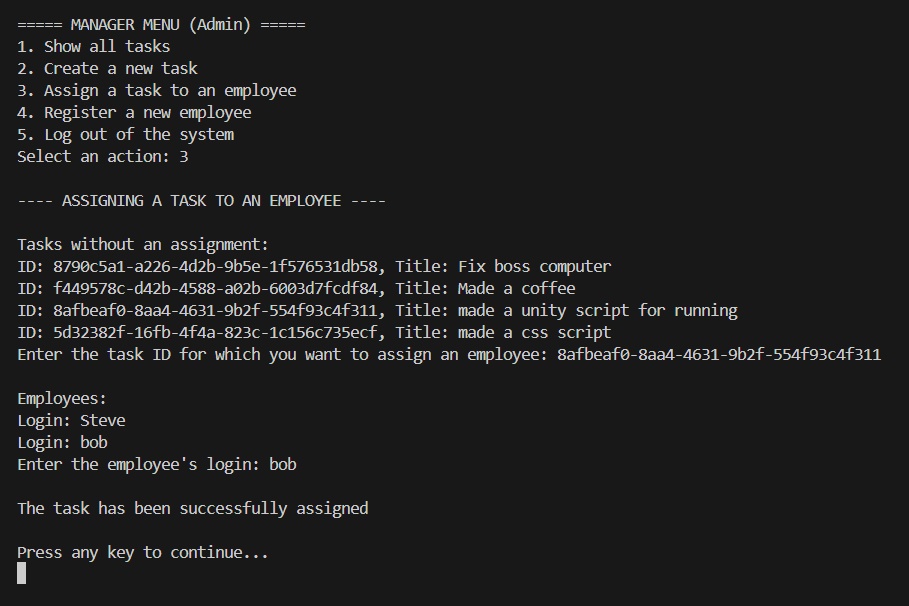 ===== MANAGER MENU (Admin) =====
1. Show all tasks
2. Create a new task
3. Assign a task to an employee
4. Register a new employee
5. Log out of the system
Select an action: 3
---- ASSIGNING A TASK TO AN EMPLOYEE ----
Tasks without an assignment:
ID: 8790c5a1-a226-4d2b-9b5e-1f576531db58, Title: Fix boss computer
ID: f449578c-d42b-4588-a02b-6003d7fcdf84, Title: Made a coffee
ID: 8afbeaf0-8aa4-4631-9b2f-554f93c4f311, Title: made a unity script for running
ID: 5d32382f-16fb-4f4a-823c-1c156c735ecf, Title: made a css script
Enter the task ID for which you want to assign an employee: 8afbeaf0-8aa4-4631-9b2f-554f93c4f311
Employees:
Login: Steve
Login: bob
Enter the employee's login: bob
The task has been successfully assigned
Press any key to continue...